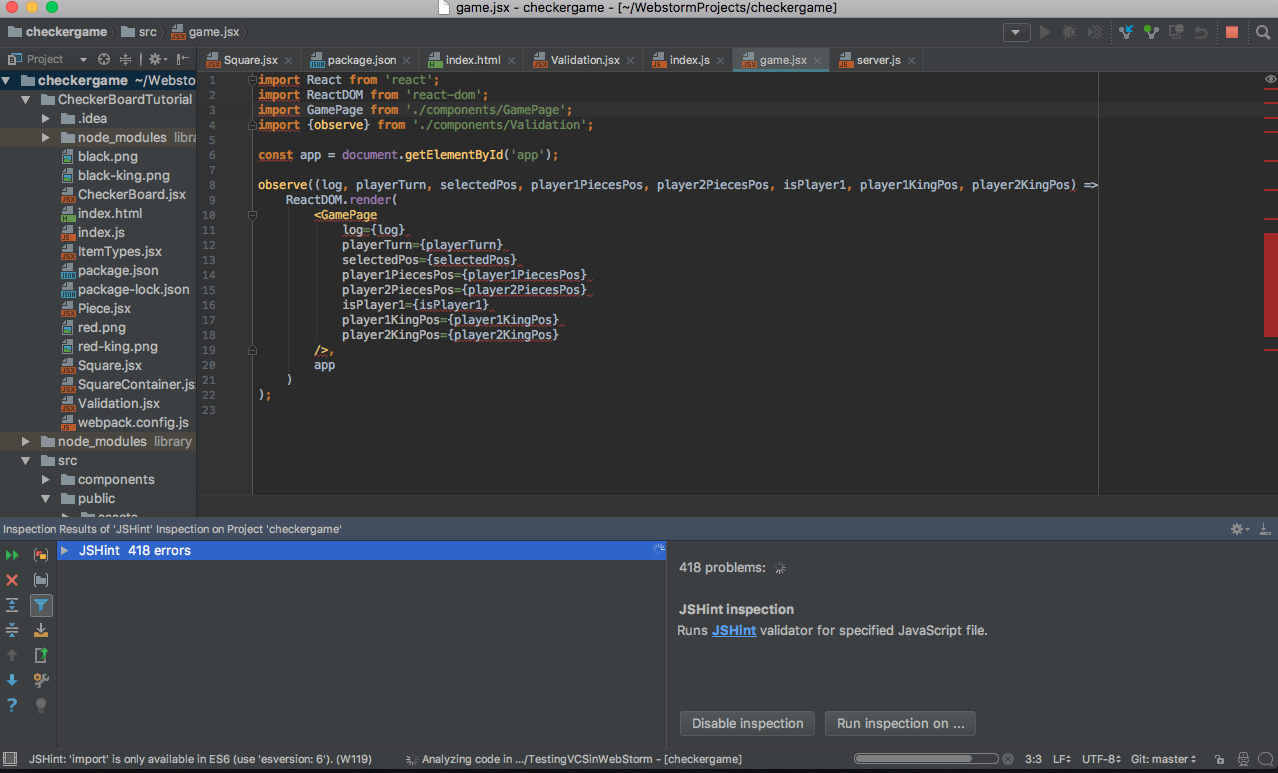 game.jsx - checkergame - [~/WebstormProjects/checkergame]
checkergame src game.jsx
Project
Square.jsx package.json index.html Validation.jsx index.js game.jsx server.js
checkergame ~/Websto
CheckerBoardTutorial
.idea
node_modules libra
black.png
black-king.png
CheckerBoard.jsx
index.html
index.js
ItemTypes.jsx
package.json
package-lock.json
Piece.jsx
red.png
red-king.png
Square.jsx
SquareContainer.js
Validation.jsx
webpack.config.js
node_modules library
src
components
public
assets
1 import React from 'react';
2 import ReactDOM from 'react-dom';
3 import GamePage from './components/GamePage';
4 import {observe} from './components/Validation';
5
6 const app = document.getElementById('app');
7
8 observe((log, playerTurn, selectedPos, player1PiecesPos, player2PiecesPos, isPlayer1, player1KingPos, player2KingPos) =>
9 ReactDOM.render(
10 <GamePage
11 log={log}
12 playerTurn={playerTurn}
13 selectedPos={selectedPos}
14 player1PiecesPos={player1PiecesPos}
15 player2PiecesPos={player2PiecesPos}
16 isPlayer1={isPlayer1}
17 player1KingPos={player1KingPos}
18 player2KingPos={player2KingPos}
19 />,
20 app
21 )
22 );
23
Inspection Results of 'JSHint' Inspection on Project 'checkergame'
JSHint 418 errors
418 problems:
JSHint inspection
Runs JSHint validator for specified JavaScript file.
Disable inspection Run inspection on ...
JSHint: 'import' is only available in ES6 (use 'esversion: 6'). (W119) Analyzing code in .../TestingVCSinWebStorm - [checkergame] 3:3 LF UTF-8 Git: master